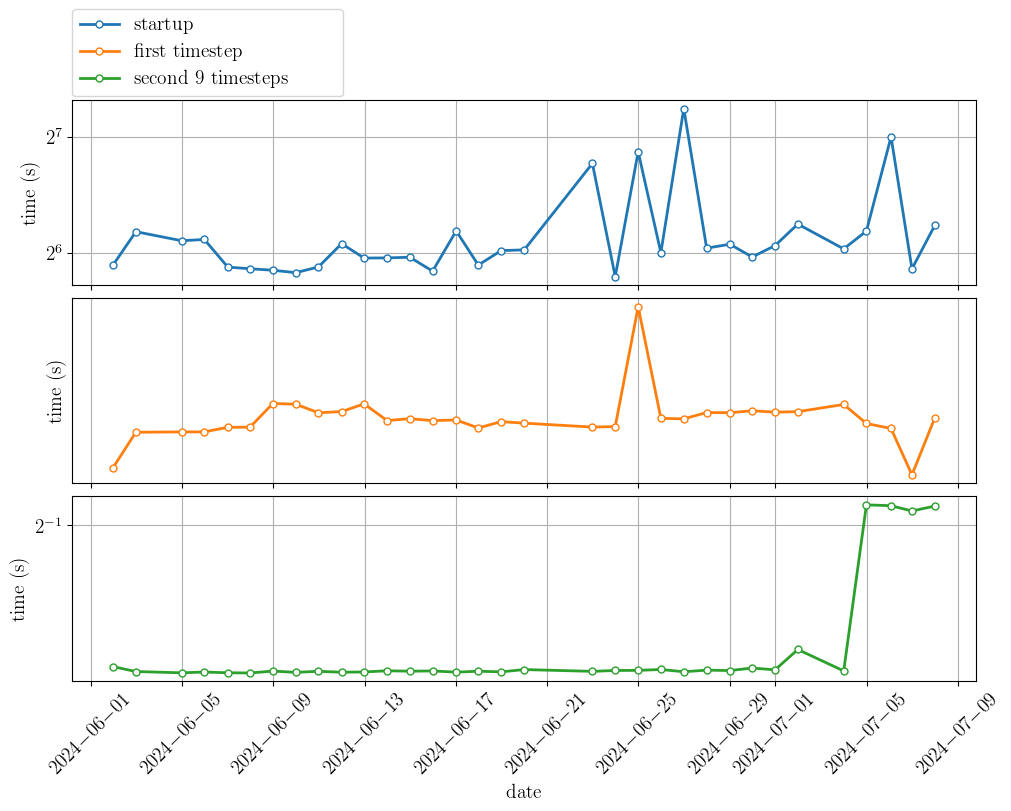 startup
first timestep
second 9 timesteps
2^7
2^6
time (s)
time (s)
2^−1
time (s)
2024−06−01
2024−06−05
2024−06−09
2024−06−13
2024−06−17
2024−06−21
2024−06−25
2024−06−29
2024−07−01
2024−07−05
2024−07−09
date